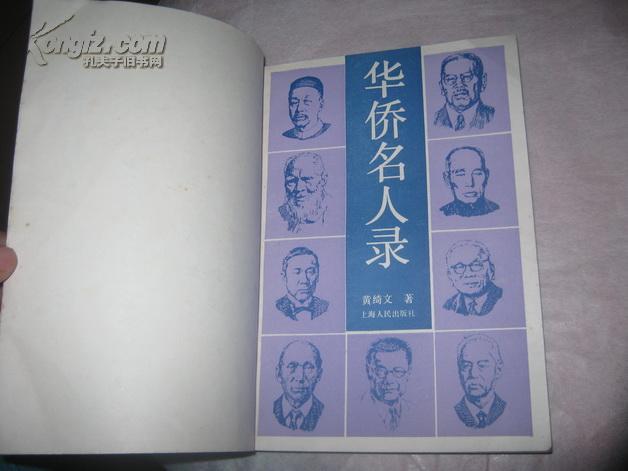 Kongfz.com
孔夫子旧书网
华侨名人录
黄绮文 著
上海人民出版社